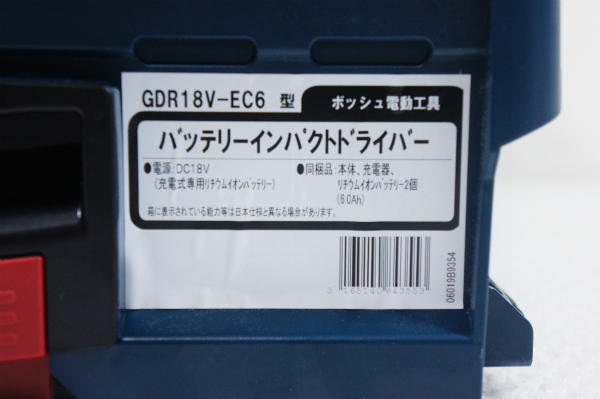 GDR18V-EC6 型 ボッシュ電動工具
バッテリーインパクトドライバー
●電源:DC18V
(充電式専用リチウムイオンバッテリー)
●同梱品:本体、充電器、
リチウムイオンバッテリー2個
(6.0Ah)
箱に表示されている能力等は日本仕様と異なる場合があります。
3 165140 843553
06019B9354